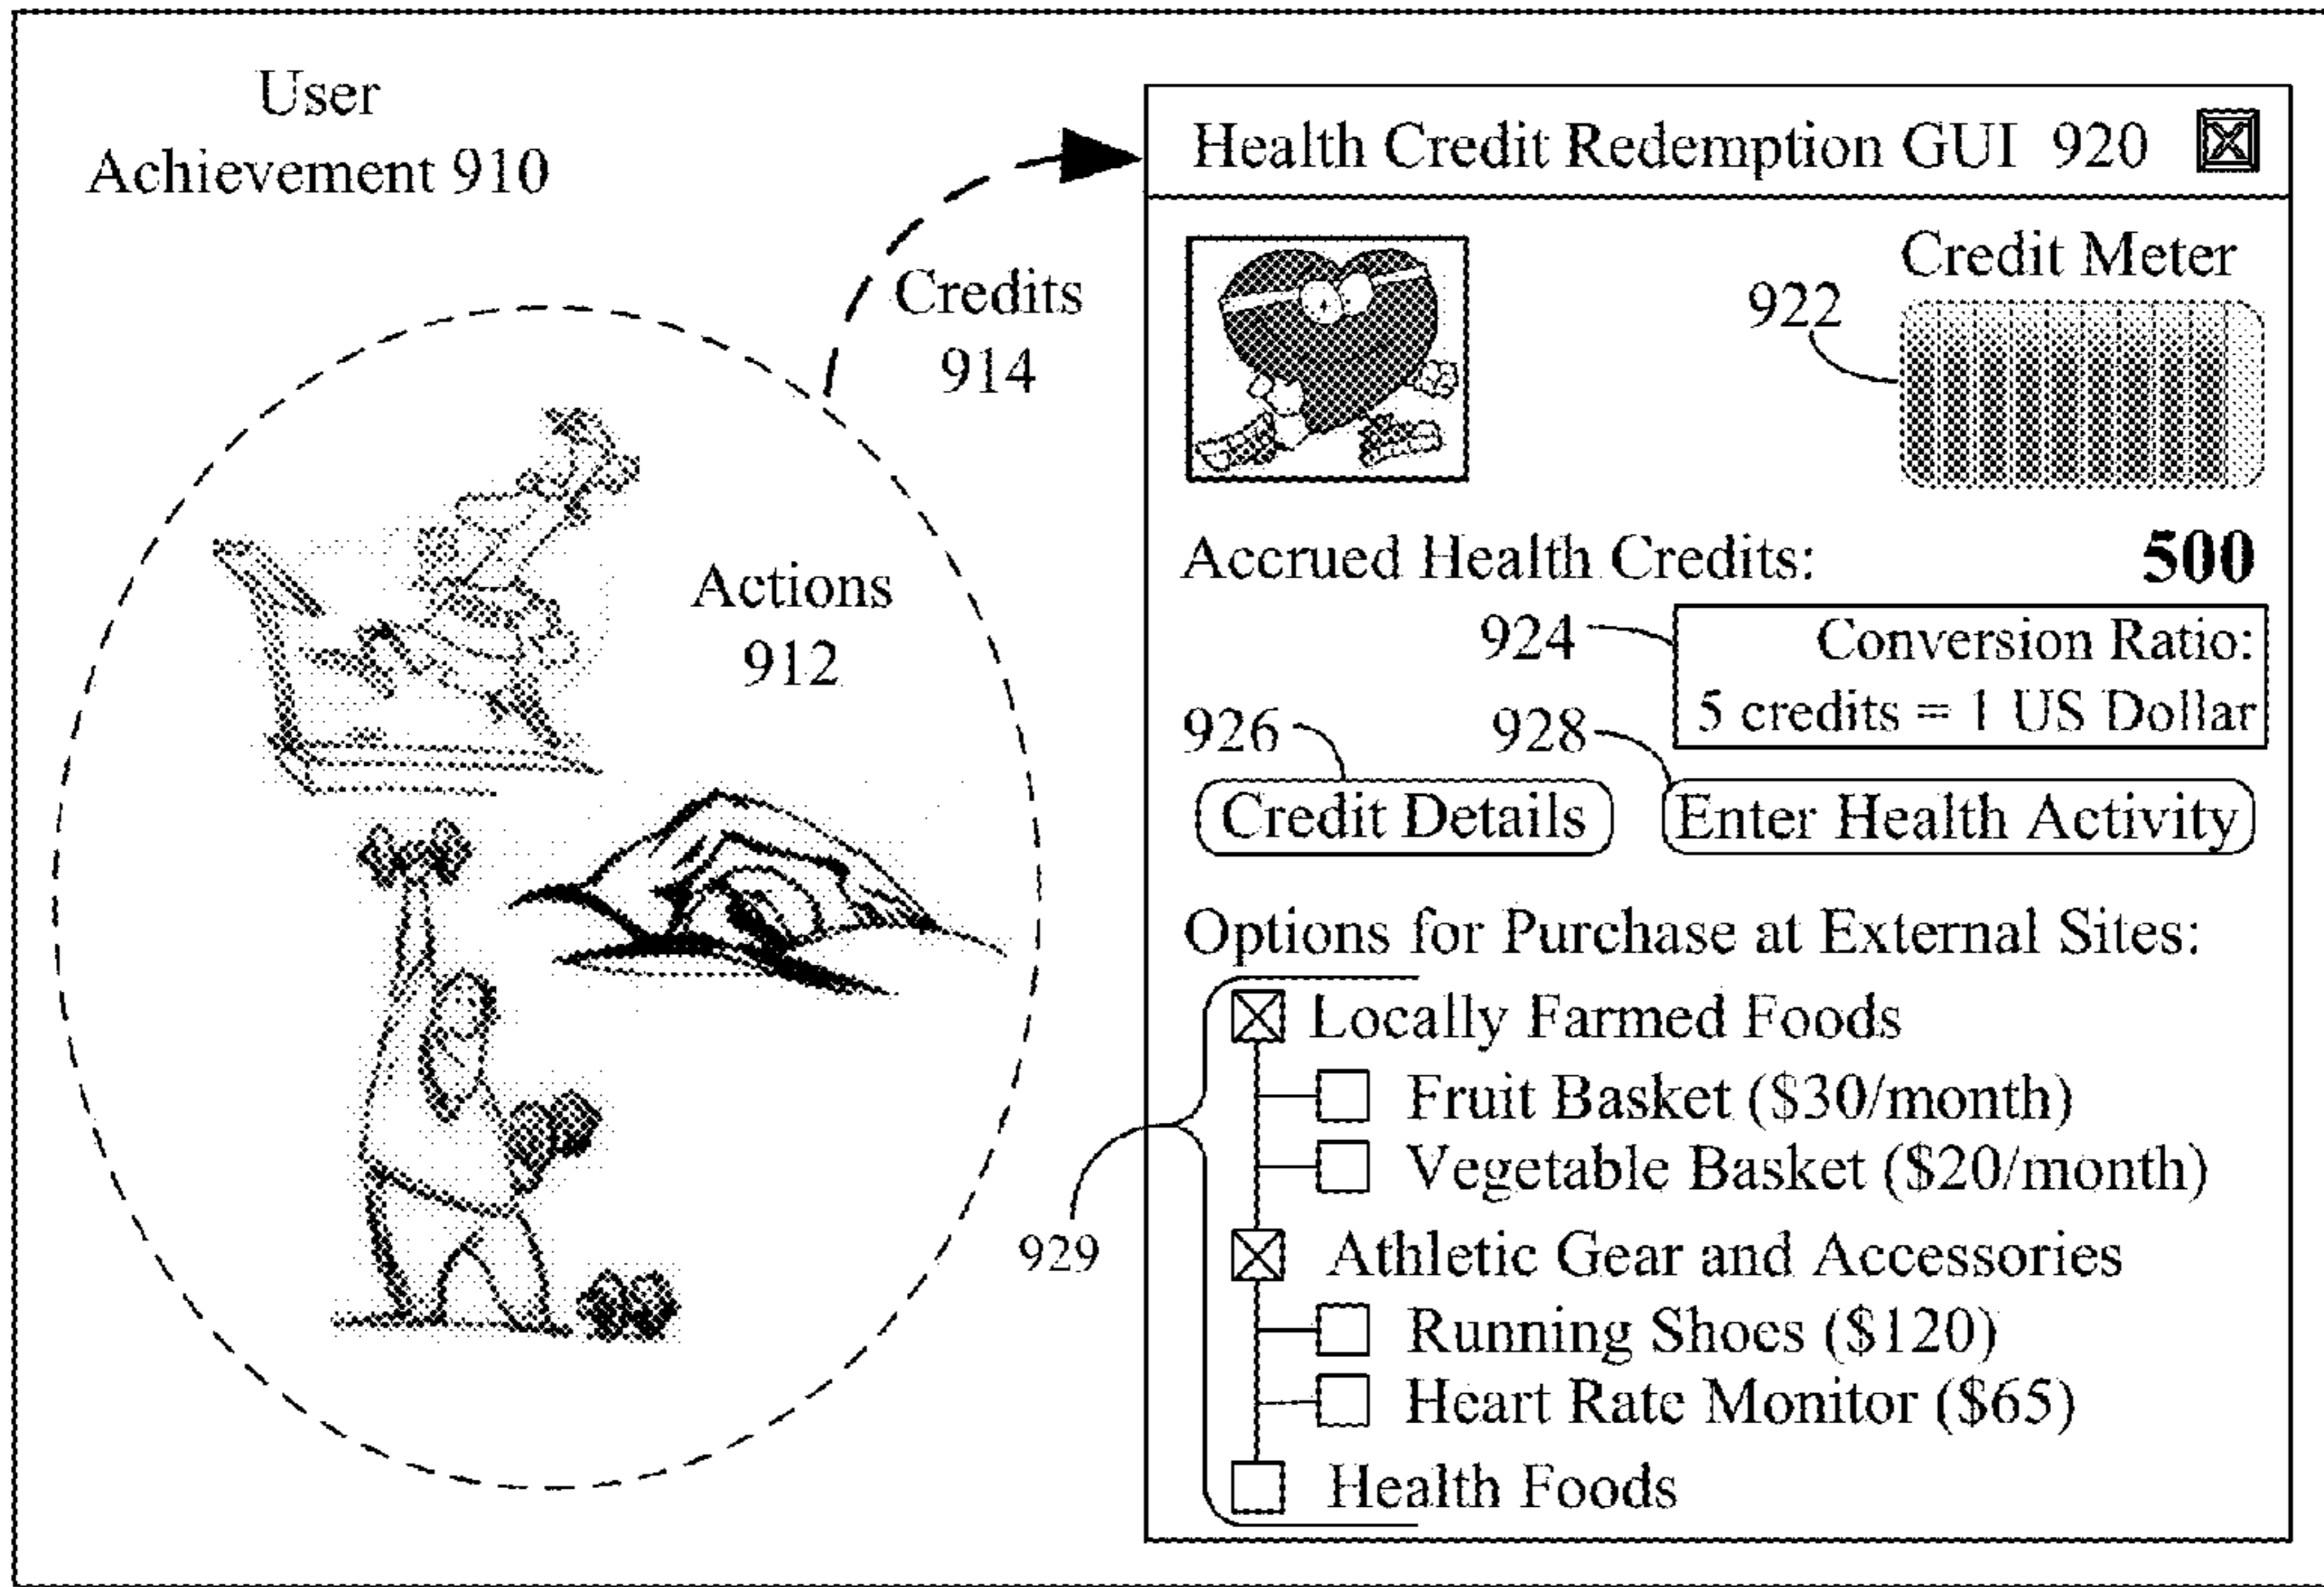 User
Achievement 910
Credits
914
Actions
912
Health Credit Redemption GUI 920
Credit Meter
922
Accrued Health Credits: 500
924
Conversion Ratio:
5 credits = 1 US Dollar
926
928
Credit Details
Enter Health Activity
Options for Purchase at External Sites:
Locally Farmed Foods
Fruit Basket ($30/month)
Vegetable Basket ($20/month)
929
Athletic Gear and Accessories
Running Shoes ($120)
Heart Rate Monitor ($65)
Health Foods